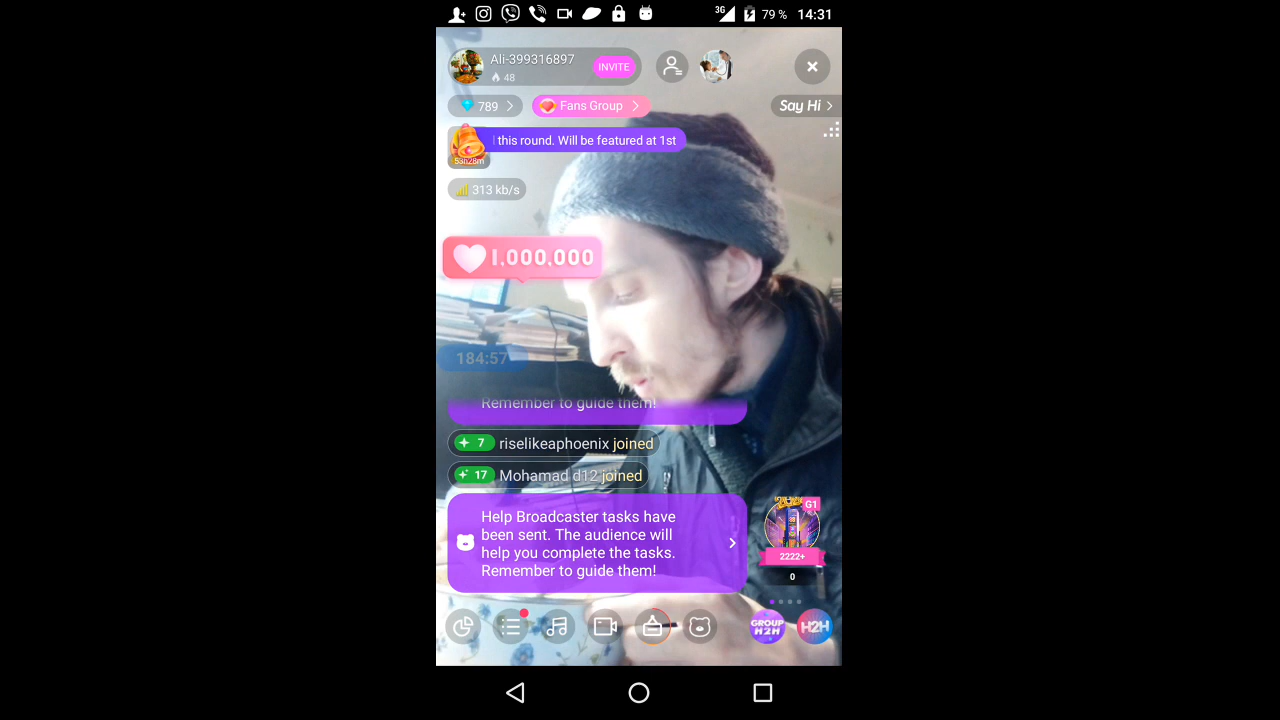 3G 79 % 14:31
Ali-399316897
48
INVITE
789
Fans Group
Say Hi
this round. Will be featured at 1st
53h28m
313 kb/s
1,000,000
184:57
Remember to guide them!
7 riselikeaphoenix joined
17 Mohamad d12 joined
Help Broadcaster tasks have
been sent. The audience will
help you complete the tasks.
Remember to guide them!
G1
2222+
0
GROUP
H2H
H2H